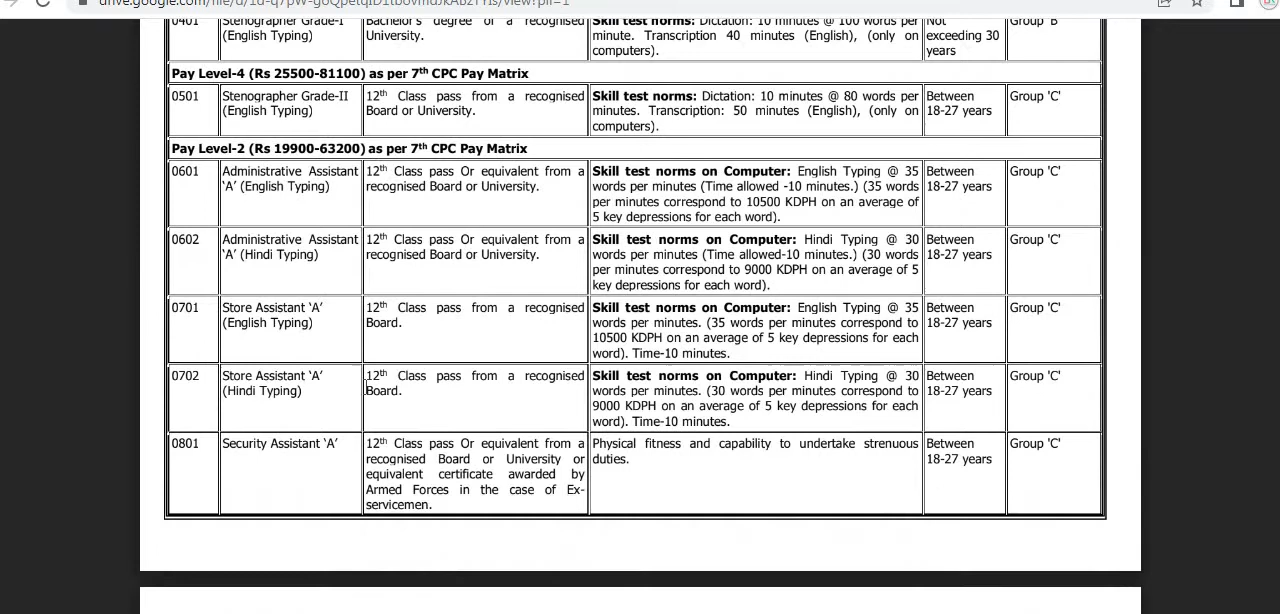 drive.google.com/file/d/1d-q7pW-
view?pli=1
0401 Stenographer Grade-I Bachelor's degree of a recognised Skill test norms: Dictation: 10 minutes @ 100 words per Not Group 'B'
(English Typing) University. minute. Transcription 40 minutes (English), (only on exceeding 30
computers). years
Pay Level-4 (Rs 25500-81100) as per 7th CPC Pay Matrix
0501 Stenographer Grade-II 12th Class pass from a recognised Skill test norms: Dictation: 10 minutes @ 80 words per Between Group 'C'
(English Typing) Board or University. minutes. Transcription: 50 minutes (English), (only on 18-27 years
computers).
Pay Level-2 (Rs 19900-63200) as per 7th CPC Pay Matrix
0601 Administrative Assistant 12th Class pass Or equivalent from a Skill test norms on Computer: English Typing @ 35 Between Group 'C'
'A' (English Typing) recognised Board or University. words per minutes (Time allowed -10 minutes.) (35 words 18-27 years
per minutes correspond to 10500 KDPH on an average of
5 key depressions for each word).
0602 Administrative Assistant 12th Class pass Or equivalent from a Skill test norms on Computer: Hindi Typing @ 30 Between Group 'C'
'A' (Hindi Typing) recognised Board or University. words per minutes (Time allowed-10 minutes.) (30 words 18-27 years
per minutes correspond to 9000 KDPH on an average of 5
key depressions for each word).
0701 Store Assistant 'A' 12th Class pass from a recognised Skill test norms on Computer: English Typing @ 35 Between Group 'C'
(English Typing) Board. words per minutes. (35 words per minutes correspond to 18-27 years
10500 KDPH on an average of 5 key depressions for each
word). Time-10 minutes.
0702 Store Assistant 'A' 12th Class pass from a recognised Skill test norms on Computer: Hindi Typing @ 30 Between Group 'C'
(Hindi Typing) Board. words per minutes. (30 words per minutes correspond to 18-27 years
9000 KDPH on an average of 5 key depressions for each
word). Time-10 minutes.
0801 Security Assistant 'A' 12th Class pass Or equivalent from a Physical fitness and capability to undertake strenuous Between Group 'C'
recognised Board or University or duties. 18-27 years
equivalent certificate awarded by
Armed Forces in the case of Ex-
servicemen.